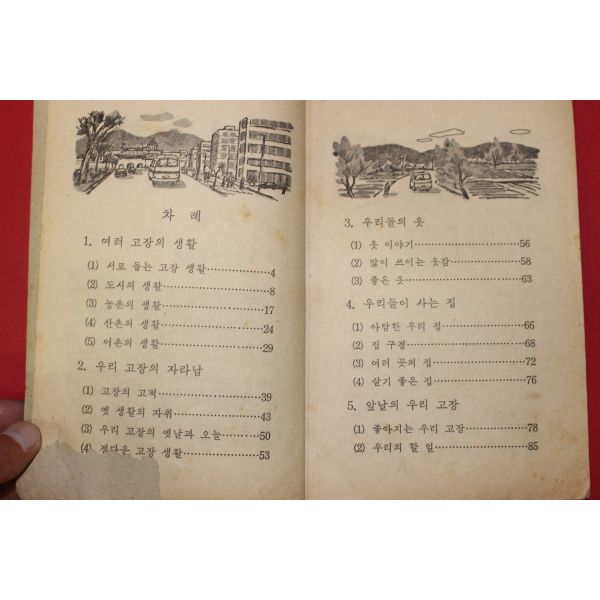 차 례
1. 여러 고장의 생활
(1) 서로 돕는 고장 생활 ⋯⋯⋯⋯ 4
(2) 도시의 생활 ⋯⋯⋯⋯ 8
(3) 농촌의 생활 ⋯⋯⋯⋯ 17
(4) 산촌의 생활 ⋯⋯⋯⋯ 24
(5) 어촌의 생활 ⋯⋯⋯⋯ 29
2. 우리 고장의 자라남
(1) 고장의 고적 ⋯⋯⋯⋯ 39
(2) 옛 생활의 자취 ⋯⋯⋯⋯ 43
(3) 우리 고장의 옛날과 오늘 ⋯⋯⋯⋯ 50
(4) 정다운 고장 생활 ⋯⋯⋯⋯ 53
3. 우리들의 옷
(1) 옷 이야기 ⋯⋯⋯⋯ 56
(2) 많이 쓰이는 옷감 ⋯⋯⋯⋯ 58
(3) 좋은 옷 ⋯⋯⋯⋯ 63
4. 우리들이 사는 집
(1) 아담한 우리 집 ⋯⋯⋯⋯ 66
(2) 집 구경 ⋯⋯⋯⋯ 68
(3) 여러 곳의 집 ⋯⋯⋯⋯ 72
(4) 살기 좋은 집 ⋯⋯⋯⋯ 76
5. 앞날의 우리 고장
(1) 좋아지는 우리 고장 ⋯⋯⋯⋯ 78
(2) 우리의 할 일 ⋯⋯⋯⋯ 85